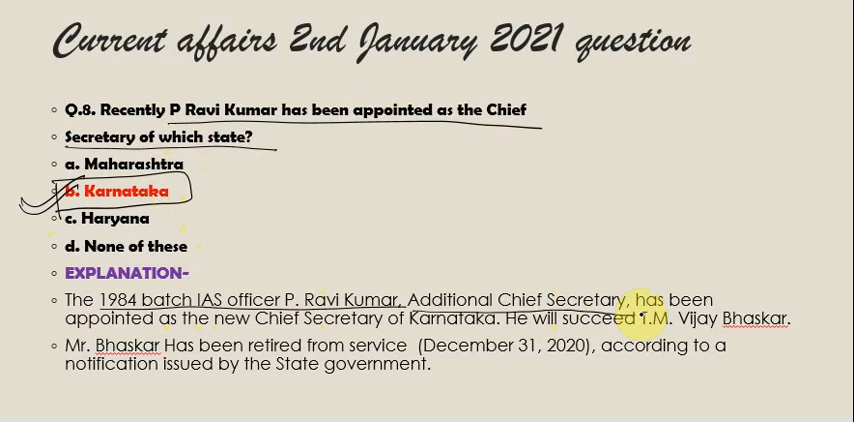 Current affairs 2nd January 2021 question
Q.8. Recently P Ravi Kumar has been appointed as the Chief
Secretary of which state?
a. Maharashtra
b. Karnataka
c. Haryana
d. None of these
EXPLANATION-
The 1984 batch IAS officer P. Ravi Kumar, Additional Chief Secretary, has been
appointed as the new Chief Secretary of Karnataka. He will succeed T.M. Vijay Bhaskar.
Mr. Bhaskar Has been retired from service (December 31, 2020), according to a
notification issued by the State government.